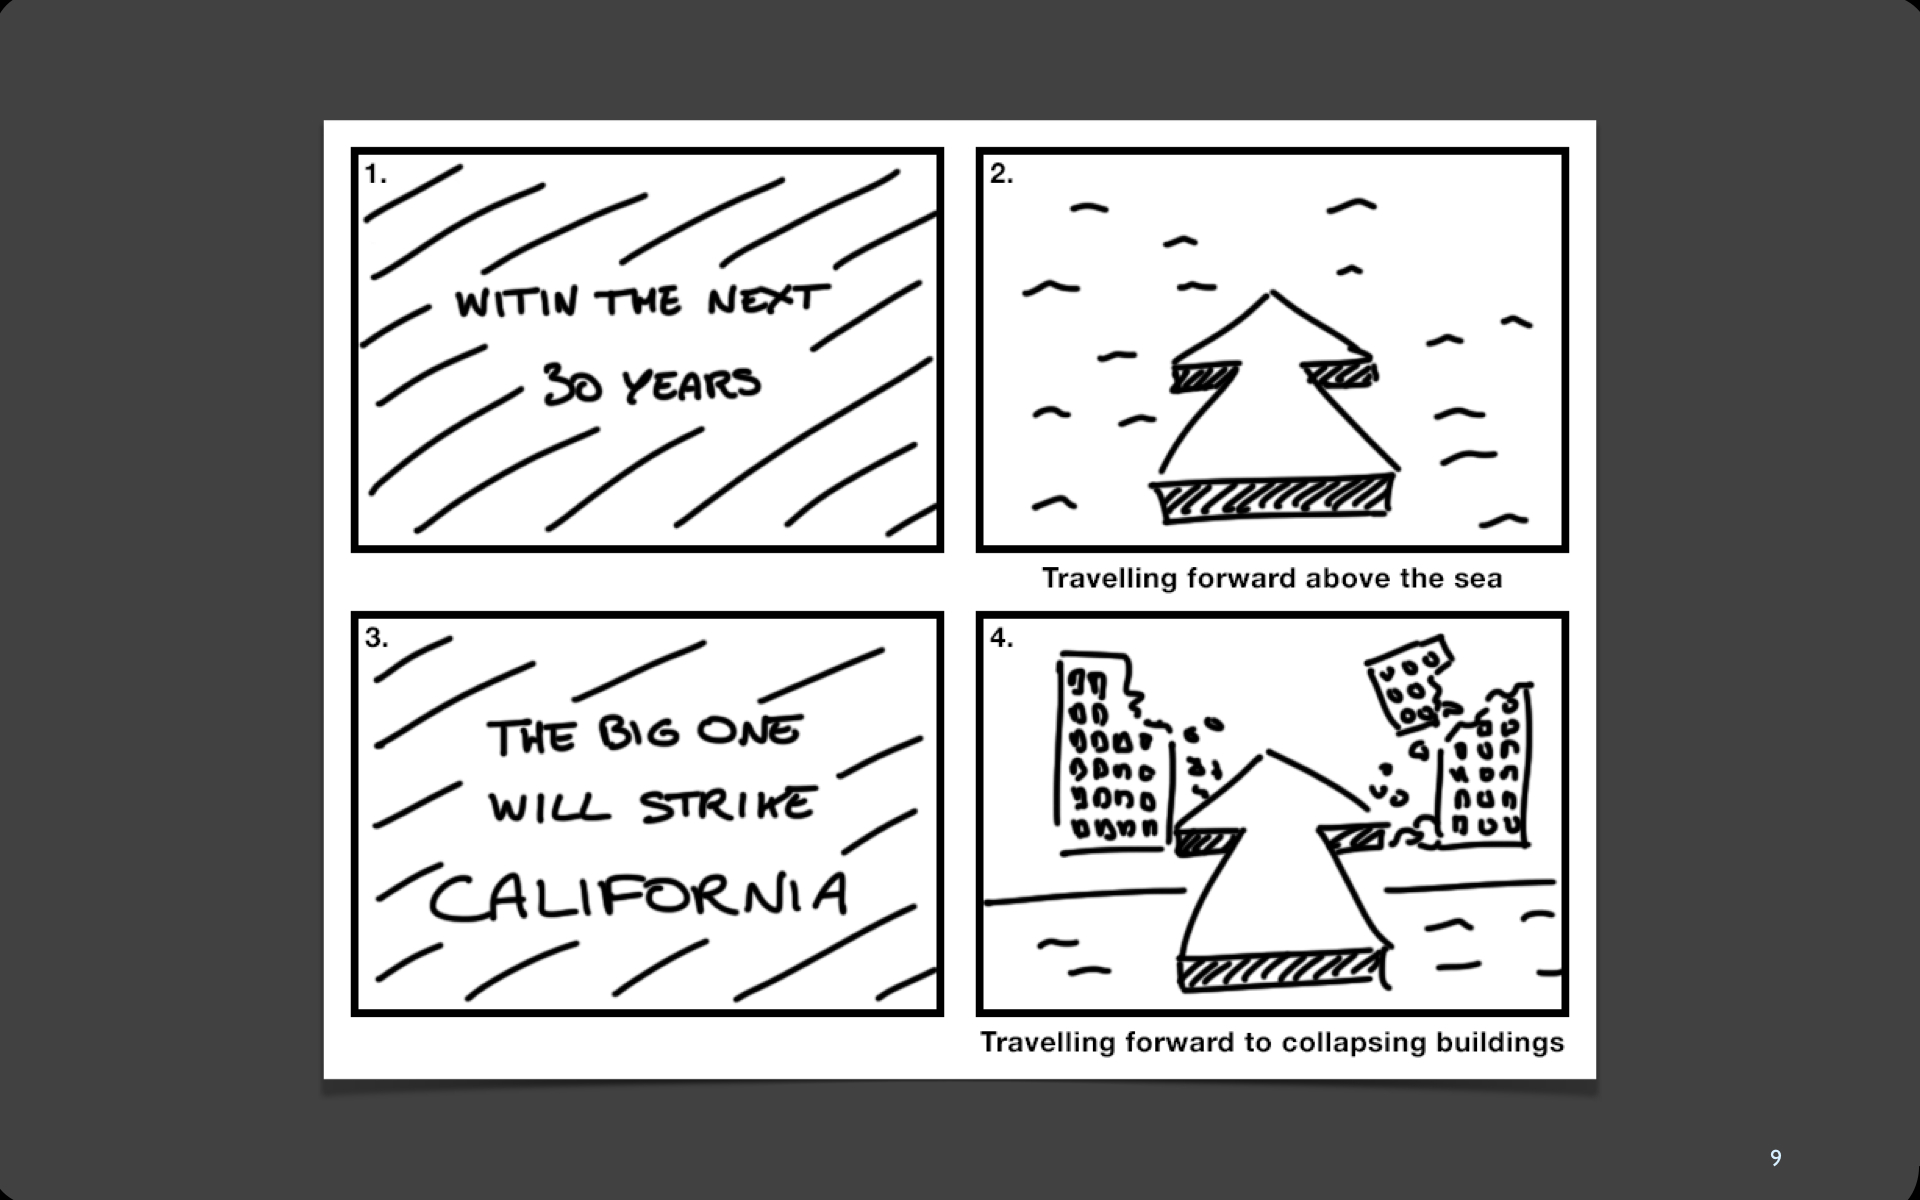 1.
WITIN THE NEXT
30 YEARS
2.
Travelling forward above the sea
3.
THE BIG ONE
WILL STRIKE
CALIFORNIA
4.
Travelling forward to collapsing buildings
9